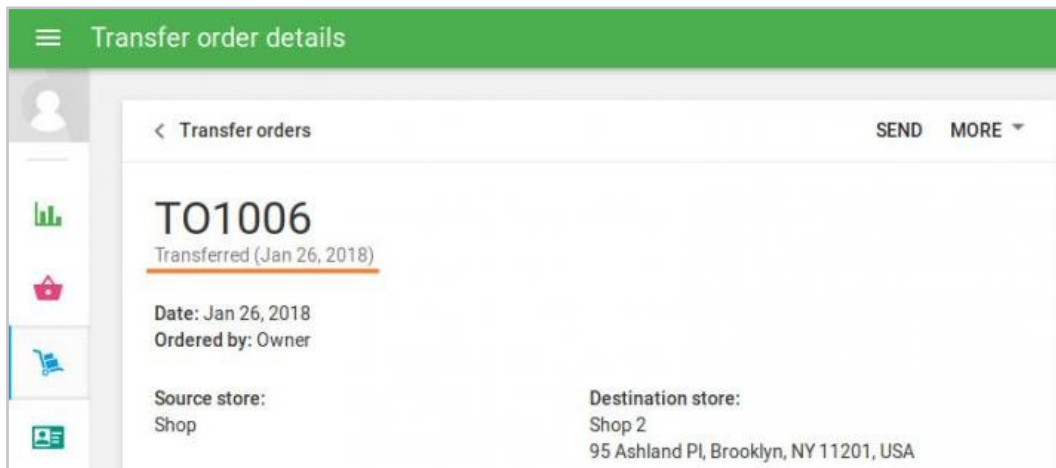 Transfer order details
Transfer orders
SEND MORE
TO1006
Transferred (Jan 26, 2018)
Date: Jan 26, 2018
Ordered by: Owner
Source store:
Shop
Destination store:
Shop 2
95 Ashland Pl, Brooklyn, NY 11201, USA